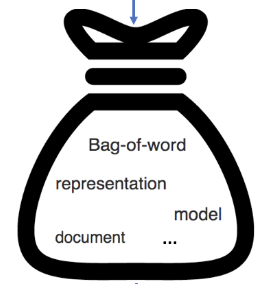 Bag-of-word
representation
model
document ...